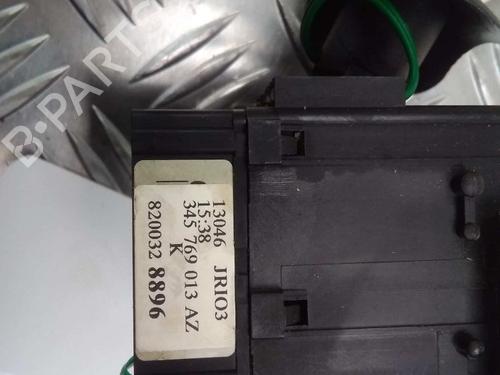 B-PARTS
13046 JRIO3
15:38
345 769 013 AZ
K
820032 8896